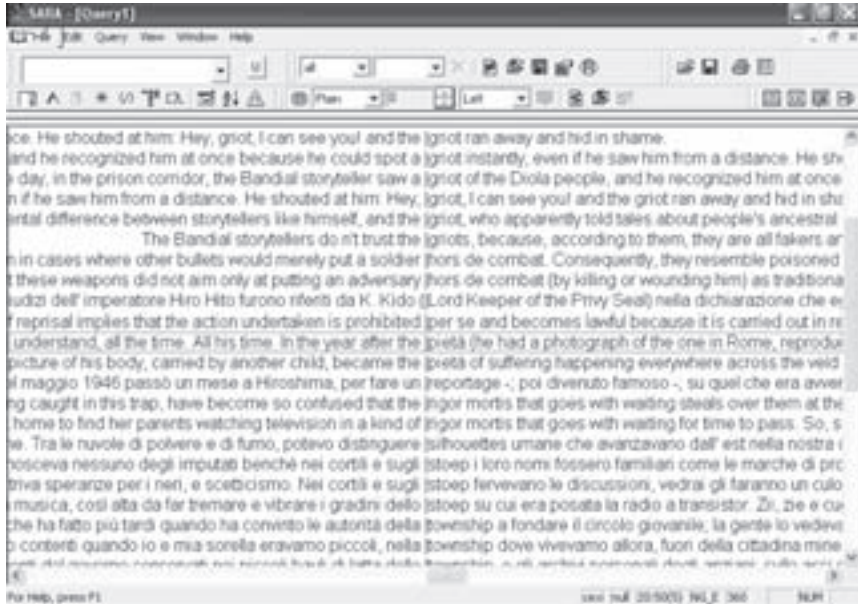 SARA - [Query1]
File Edit Query View Window Help
all
Plain Left
ce. He shouted at him: Hey, griot, I can see you! and the griot ran away and hid in shame.
and he recognized him at once because he could spot a griot instantly, even if he saw him from a distance. He sho
day, in the prison corridor, the Bandial storyteller saw a griot of the Diola people, and he recognized him at once
n if he saw him from a distance. He shouted at him: Hey, griot, I can see you! and the griot ran away and hid in sha
ental difference between storytellers like himself, and the griot, who apparently told tales about people's ancestral
The Bandial storytellers do n't trust the griots, because, according to them, they are all fakers an
n in cases where other bullets would merely put a soldier hors de combat. Consequently, they resemble poisoned
t these weapons did not aim only at putting an adversary hors de combat (by killing or wounding him) as traditiona
iudizi dell' imperatore Hiro Hito furono riferiti da K. Kido (Lord Keeper of the Privy Seal) nella dichiarazione che e
f reprisal implies that the action undertaken is prohibited per se and becomes lawful because it is carried out in re
understand, all the time. All his time. In the year after the pietà (he had a photograph of the one in Rome, reprodu
picture of his body, carried by another child, became the pietà of suffering happening everywhere across the veld
l maggio 1946 passò un mese a Hiroshima, per fare un reportage -; poi divenuto famoso -, su quel che era avver
ng caught in this trap, have become so confused that the rigor mortis that goes with waiting steals over them at the
home to find her parents watching television in a kind of rigor mortis that goes with waiting for time to pass. So, s
ne. Tra le nuvole di polvere e di fumo, potevo distinguere silhouettes umane che avanzavano dall' est nella nostra
nosceva nessuno degli imputati benché nei cortili e sugli stoep i loro nomi fossero familiari come le marche di pro
triva speranze per i neri, e scetticismo. Nei cortili e sugli stoep fervevano le discussioni, vedrai gli faranno un culo
musica, così alta da far tremare e vibrare i gradini dello stoep su cui era posata la radio a transistor. Zii, zie e cu
che ha fatto più tardi quando ha convinto le autorità della township a fondare il circolo giovanile; la gente lo vedeva
contenti quando io e mia sorella eravamo piccoli, nella township dove vivevamo allora, fuori della cittadina mine
For Help, press F1 NUM